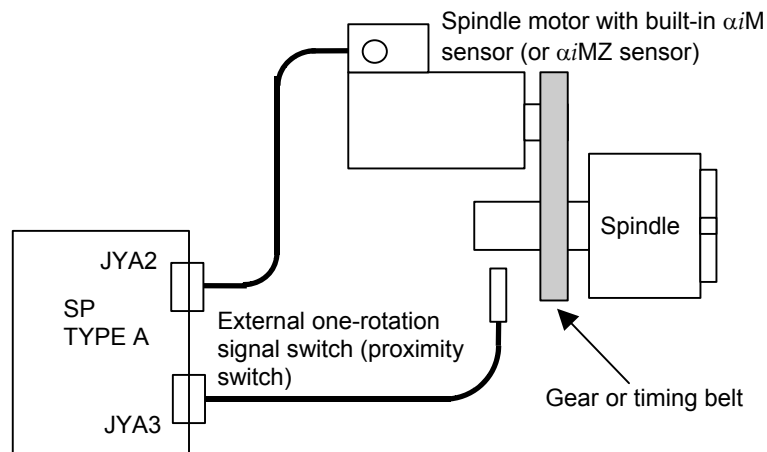 Spindle motor with built-in αiM
sensor (or αiMZ sensor)
Spindle
JYA2
SP
TYPE A
External one-rotation
signal switch (proximity
switch)
Gear or timing belt
JYA3